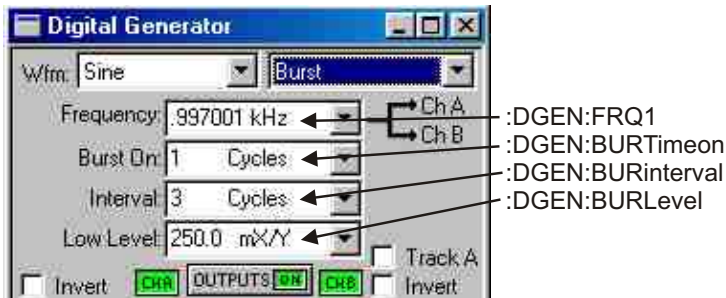 Digital Generator
Wfm: Sine Burst
Frequency: .997001 kHz Ch A
Ch B
Burst On: 1 Cycles
Interval: 3 Cycles
Low Level: 250.0 mX/Y
Track A
Invert CHA OUTPUTS ON CHB Invert
:DGEN:FRQ1
:DGEN:BURTimeon
:DGEN:BURinterval
:DGEN:BURLevel